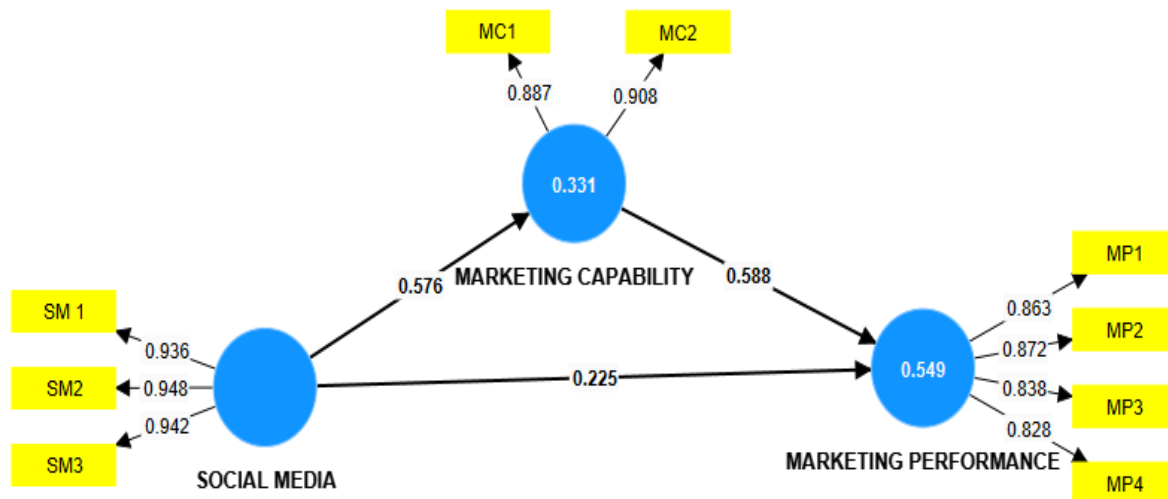 MC1
MC2
0.887
0.908
0.331
MARKETING CAPABILITY
0.576
0.588
MP1
SM 1
0.863
0.936
MP2
0.872
SM2
0.948
0.225
0.549
0.838
MP3
0.942
0.828
SM3
MARKETING PERFORMANCE
SOCIAL MEDIA
MP4